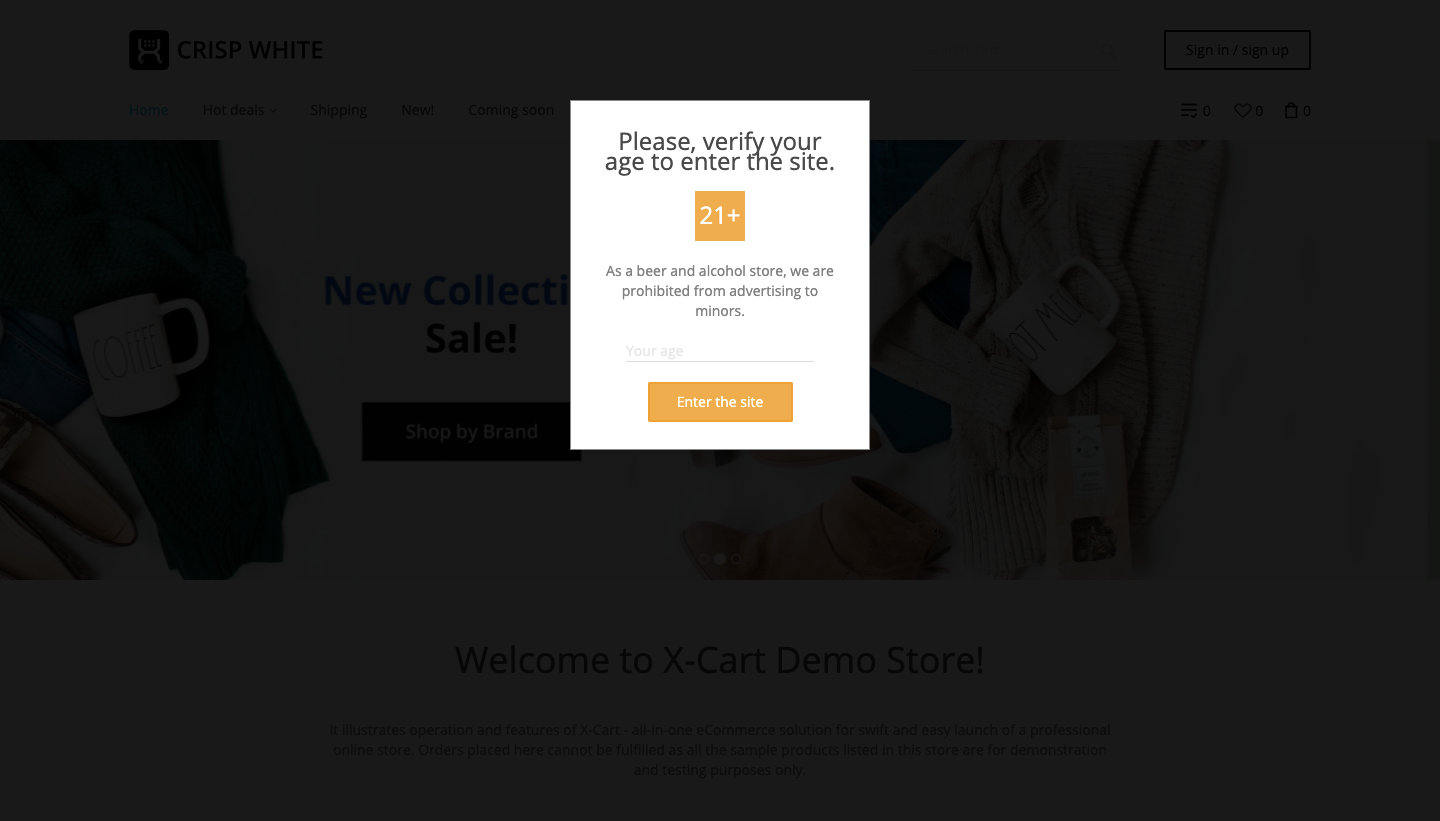 CRISP WHITE
Sign in / sign up
Home
Hot deals
Shipping
New!
Coming soon
0
0
0
Please, verify your
age to enter the site.
21+
As a beer and alcohol store, we are
prohibited from advertising to
minors.
Your age
Enter the site
New Collecti
Sale!
Shop by Brand
COFFEE
Welcome to X-Cart Demo Store!
It illustrates operation and features of X-Cart - all-in-one eCommerce solution for swift and easy launch of a professional
online store. Orders placed here cannot be fulfilled as all the sample products listed in this store are for demonstration
and testing purposes only.